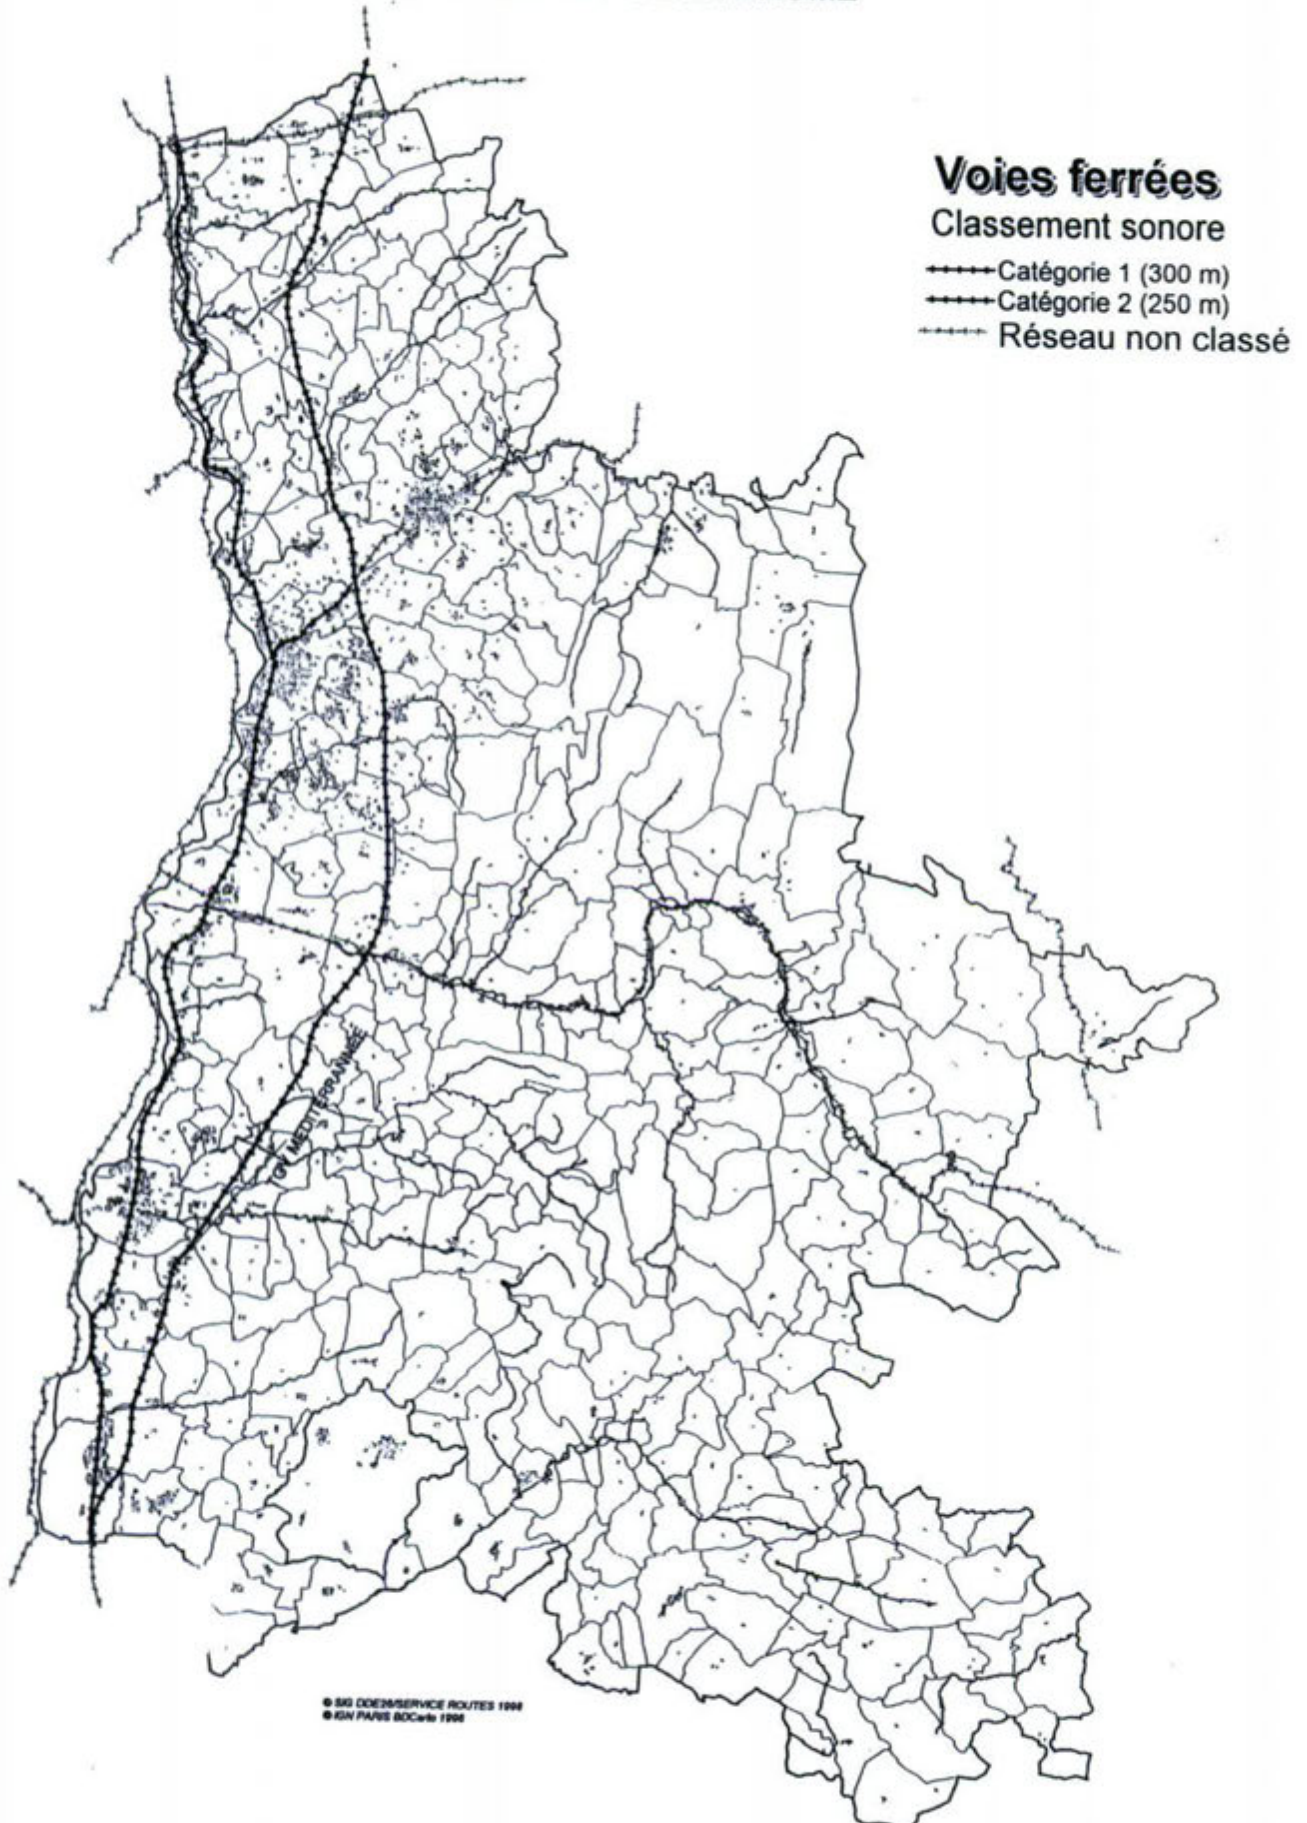 Voies ferrées
Classement sonore
Catégorie 1 (300 m)
Catégorie 2 (250 m)
Réseau non classé
TGV MEDITERRANNEE
© SIG DDE26/SERVICE ROUTES 1998
© IGN PARIS BDCarto 1996